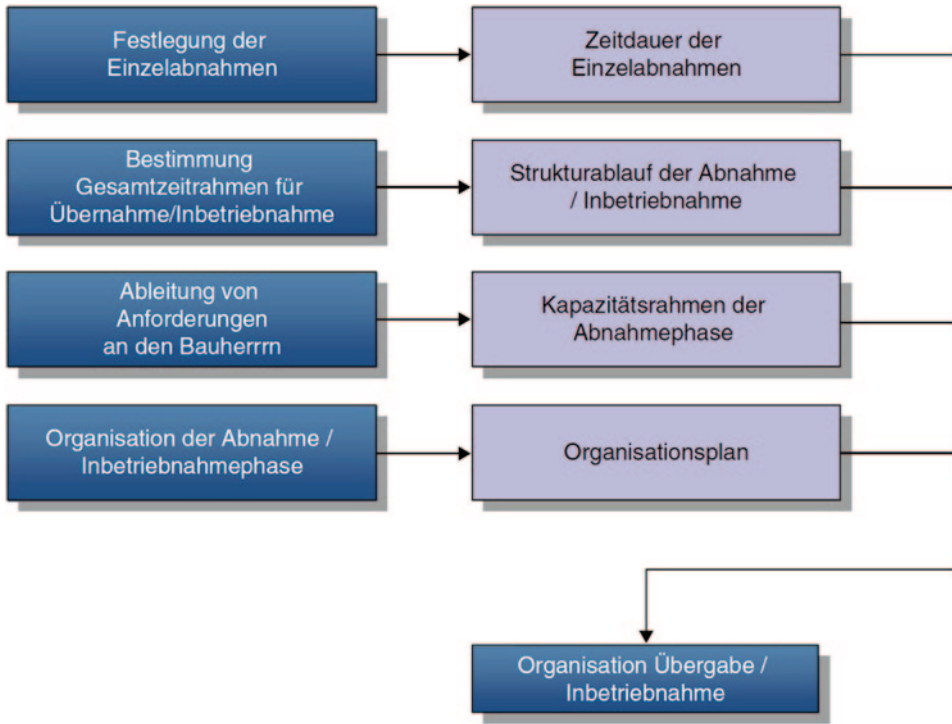 Festlegung der
Einzelabnahmen
Zeitdauer der
Einzelabnahmen
Bestimmung
Gesamtzeitrahmen für
Übernahme/Inbetriebnahme
Strukturablauf der Abnahme
/ Inbetriebnahme
Ableitung von
Anforderungen
an den Bauherrrn
Kapazitätsrahmen der
Abnahmephase
Organisation der Abnahme /
Inbetriebnahmephase
Organisationsplan
Organisation Übergabe /
Inbetriebnahme